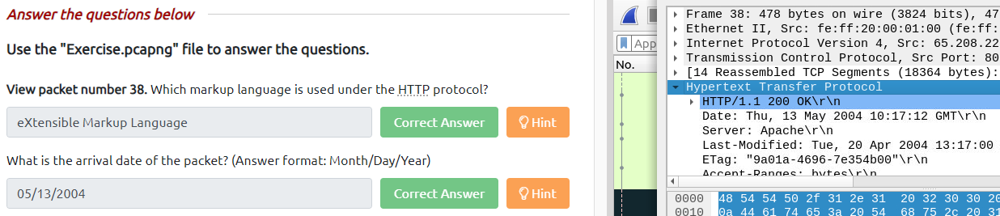 Answer the questions below
Use the "Exercise.pcapng" file to answer the questions.
View packet number 38. Which markup language is used under the HTTP protocol?
eXtensible Markup Language
Correct Answer
Hint
What is the arrival date of the packet? (Answer format: Month/Day/Year)
05/13/2004
Correct Answer
Hint
App
No.
Frame 38: 478 bytes on wire (3824 bits), 47
Ethernet II, Src: fe:ff:20:00:01:00 (fe:ff:
Internet Protocol Version 4, Src: 65.208.22
Transmission Control Protocol, Src Port: 80
[14 Reassembled TCP Segments (18364 bytes):
Hypertext Transfer Protocol
HTTP/1.1 200 OK\r\n
Date: Thu, 13 May 2004 10:17:12 GMT\r\n
Server: Apache\r\n
Last-Modified: Tue, 20 Apr 2004 13:17:00
ETag: "9a01a-4696-7e354b00"\r\n
Accept-Ranges: bytes\r\n
0000 48 54 54 50 2f 31 2e 31 20 32 30 30 20
0010 0a 44 61 74 65 3a 20 54 68 75 2c 20 31